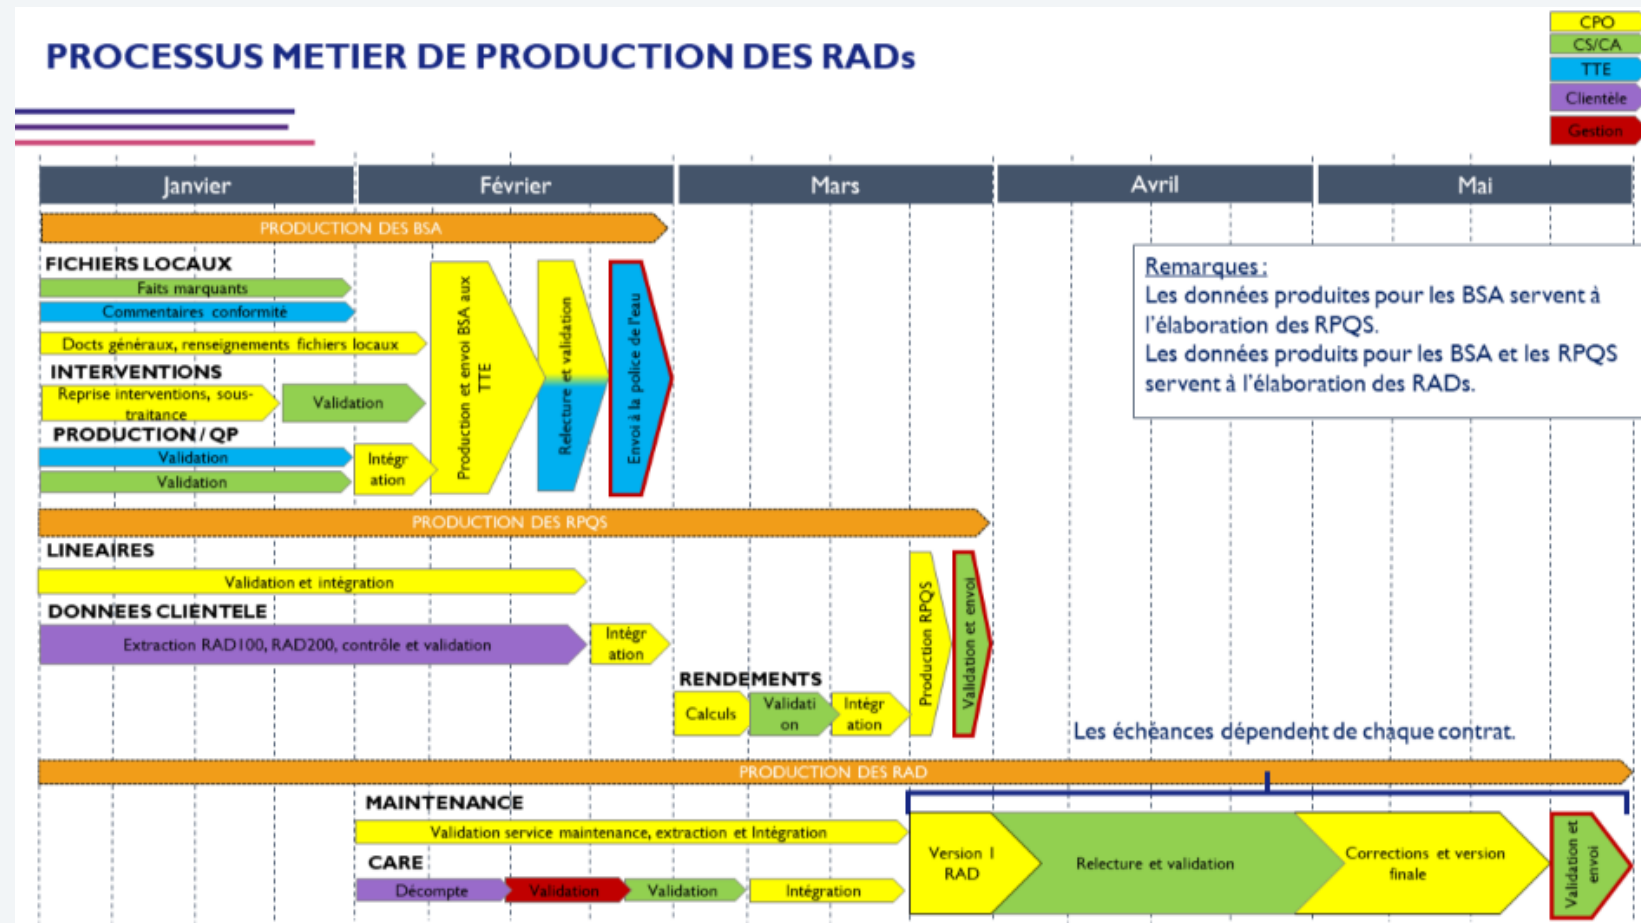 PROCESSUS METIER DE PRODUCTION DES RADs
CPO
CS/CA
TTE
Clientèle
Gestion
Janvier
Février
Mars
Avril
Mai
PRODUCTION DES BSA
FICHIERS LOCAUX
Faits marquants
Commentaires conformité
Docts généraux, renseignements fichiers locaux
INTERVENTIONS
Reprise interventions, sous-
traitance
Validation
PRODUCTION / QP
Validation
Validation
Intégr
ation
Production et envoi BSA aux
TTE
Relecture et validation
Envoi à la police de l'eau
Remarques :
Les données produites pour les BSA servent à
l'élaboration des RPQS.
Les données produits pour les BSA et les RPQS
servent à l'élaboration des RADs.
PRODUCTION DES RPQS
LINEAIRES
Validation et intégration
DONNEES CLIENTELE
Extraction RAD100, RAD200, contrôle et validation
Intégr
ation
RENDEMENTS
Calculs
Validati
on
Intégr
ation
Production RPQS
Validation et envoi
Les échéances dépendent de chaque contrat.
PRODUCTION DES RAD
MAINTENANCE
Validation service maintenance, extraction et Intégration
CARE
Décompte
Validation
Validation
Intégration
Version 1
RAD
Relecture et validation
Corrections et version
finale
Validation et
envoi